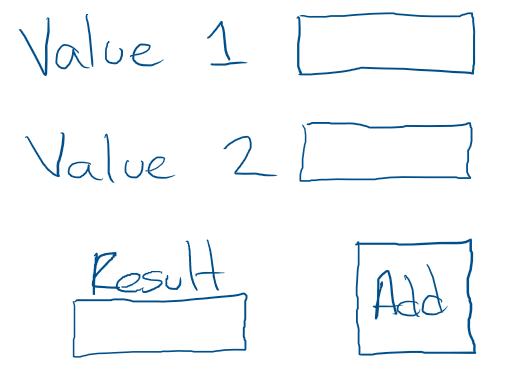 Value 1
Value 2
Result
Add